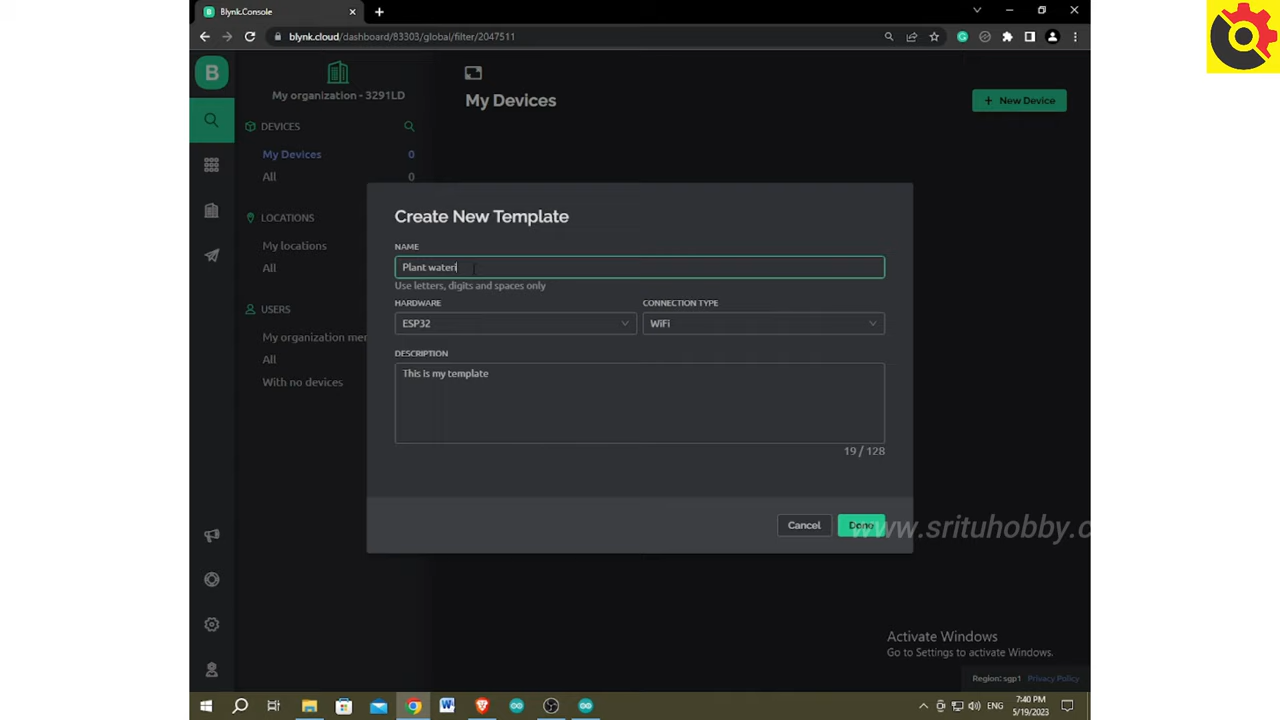 Blynk.Console
blynk.cloud/dashboard/83303/global/filter/2047511
B
My organization - 3291LD
My Devices
New Device
DEVICES
My Devices 0
All 0
LOCATIONS
My locations
All
USERS
My organization mem
All
With no devices
Create New Template
NAME
Plant wateri
Use letters, digits and spaces only
HARDWARE
CONNECTION TYPE
ESP32
WiFi
DESCRIPTION
This is my template
19 / 128
Cancel
Done
www.srituhobby.c
Activate Windows
Go to Settings to activate Windows.
Region: sgp1 Privacy Policy
ENG
7:40 PM
5/19/2023